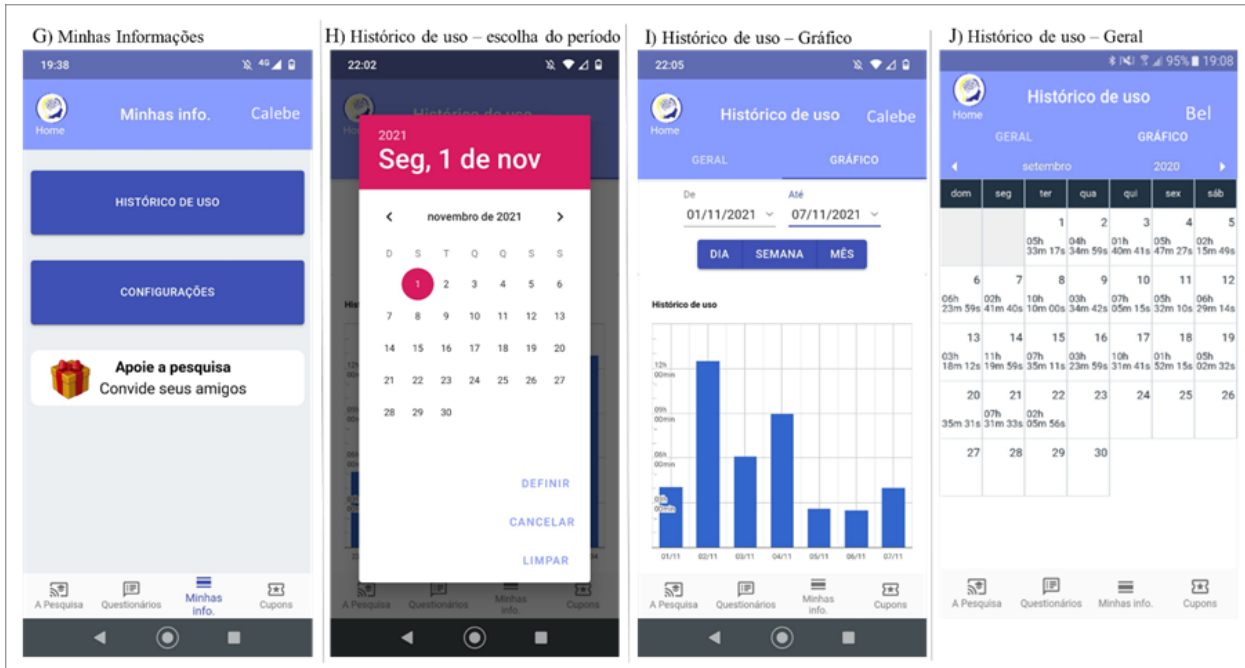 G) Minhas Informações
19:38
4G
Home
Minhas info.
Calebe
HISTÓRICO DE USO
CONFIGURAÇÕES
Apoie a pesquisa
Convide seus amigos
A Pesquisa
Questionários
Minhas
info.
Cupons
H) Histórico de uso – escolha do período
22:02
Histórico de uso
2021
Seg, 1 de nov
novembro de 2021
D S T Q Q S S
1 2 3 4 5 6
7 8 9 10 11 12 13
14 15 16 17 18 19 20
21 22 23 24 25 26 27
28 29 30
DEFINIR
CANCELAR
LIMPAR
12h
00min
09h
00min
06h
00min
A Pesquisa
Questionários
Minhas
info.
Cupons
I) Histórico de uso – Gráfico
22:05
Home
Histórico de uso
Calebe
GERAL
GRÁFICO
De
Até
01/11/2021
07/11/2021
DIA SEMANA MÊS
Histórico de uso
12h
00min
09h
00min
06h
00min
03h
00min
01/11 02/11 03/11 04/11 05/11 06/11 07/11
A Pesquisa
Questionários
Minhas
info.
Cupons
J) Histórico de uso – Geral
95% 19:08
Home
Histórico de uso
Bel
GERAL
GRÁFICO
setembro 2020
dom seg ter qua qui sex sáb
1 2 3 4 5
05h 04h 01h 05h 02h
33m 17s 34m 59s 40m 41s 47m 27s 15m 49s
6 7 8 9 10 11 12
06h 02h 10h 03h 07h 05h 06h
23m 59s 41m 40s 10m 00s 34m 42s 05m 15s 32m 10s 29m 14s
13 14 15 16 17 18 19
03h 11h 07h 03h 10h 01h 05h
18m 12s 19m 59s 35m 11s 23m 59s 31m 41s 52m 15s 02m 32s
20 21 22 23 24 25 26
07h 02h
35m 31s 31m 33s 05m 56s
27 28 29 30
A Pesquisa
Questionários
Minhas info.
Cupons